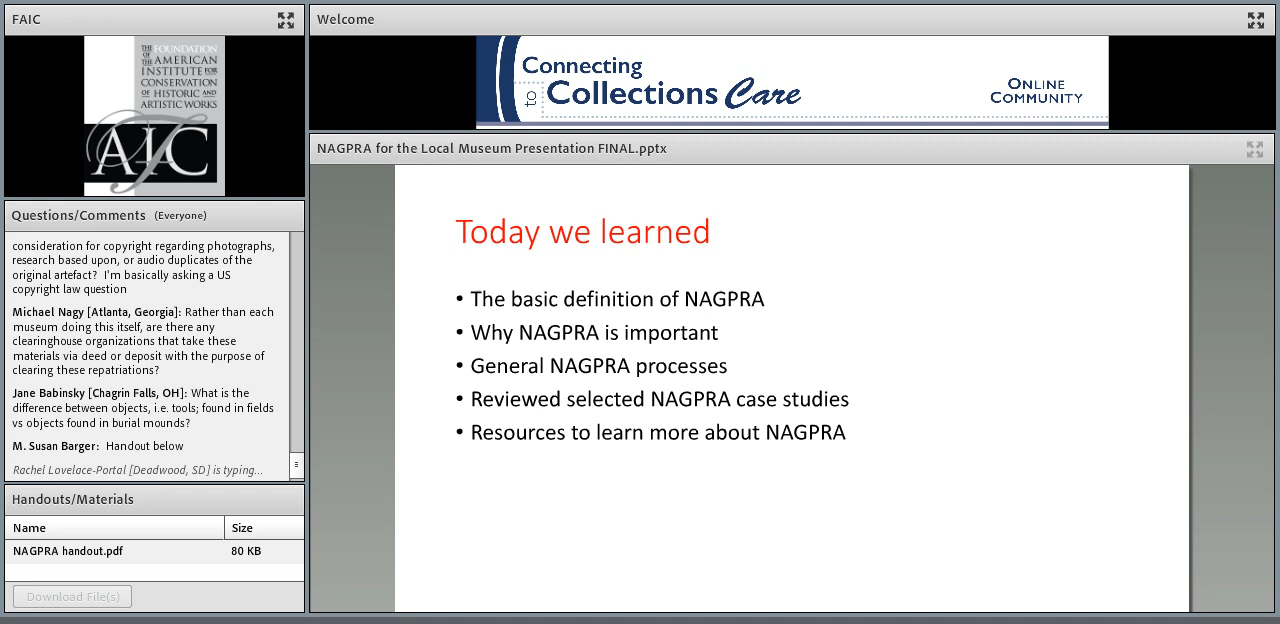 FAIC
THE FOUNDATION
OF THE AMERICAN
INSTITUTE FOR
CONSERVATION
OF HISTORIC AND
ARTISTIC WORKS
AIC
Questions/Comments (Everyone)
consideration for copyright regarding photographs,
research based upon, or audio duplicates of the
original artefact? I'm basically asking a US
copyright law question
Michael Nagy [Atlanta, Georgia]: Rather than each
museum doing this itself, are there any
clearinghouse organizations that take these
materials via deed or deposit with the purpose of
clearing these repatriations?
Jane Babinsky [Chagrin Falls, OH]: What is the
difference between objects, i.e. tools; found in fields
vs objects found in burial mounds?
M. Susan Barger: Handout below
Rachel Lovelace-Portal [Deadwood, SD] is typing...
Handouts/Materials
Name Size
NAGPRA handout.pdf 80 KB
Download File(s)
Welcome
Connecting
to Collections Care
ONLINE
COMMUNITY
NAGPRA for the Local Museum Presentation FINAL.pptx
Today we learned
• The basic definition of NAGPRA
• Why NAGPRA is important
• General NAGPRA processes
• Reviewed selected NAGPRA case studies
• Resources to learn more about NAGPRA